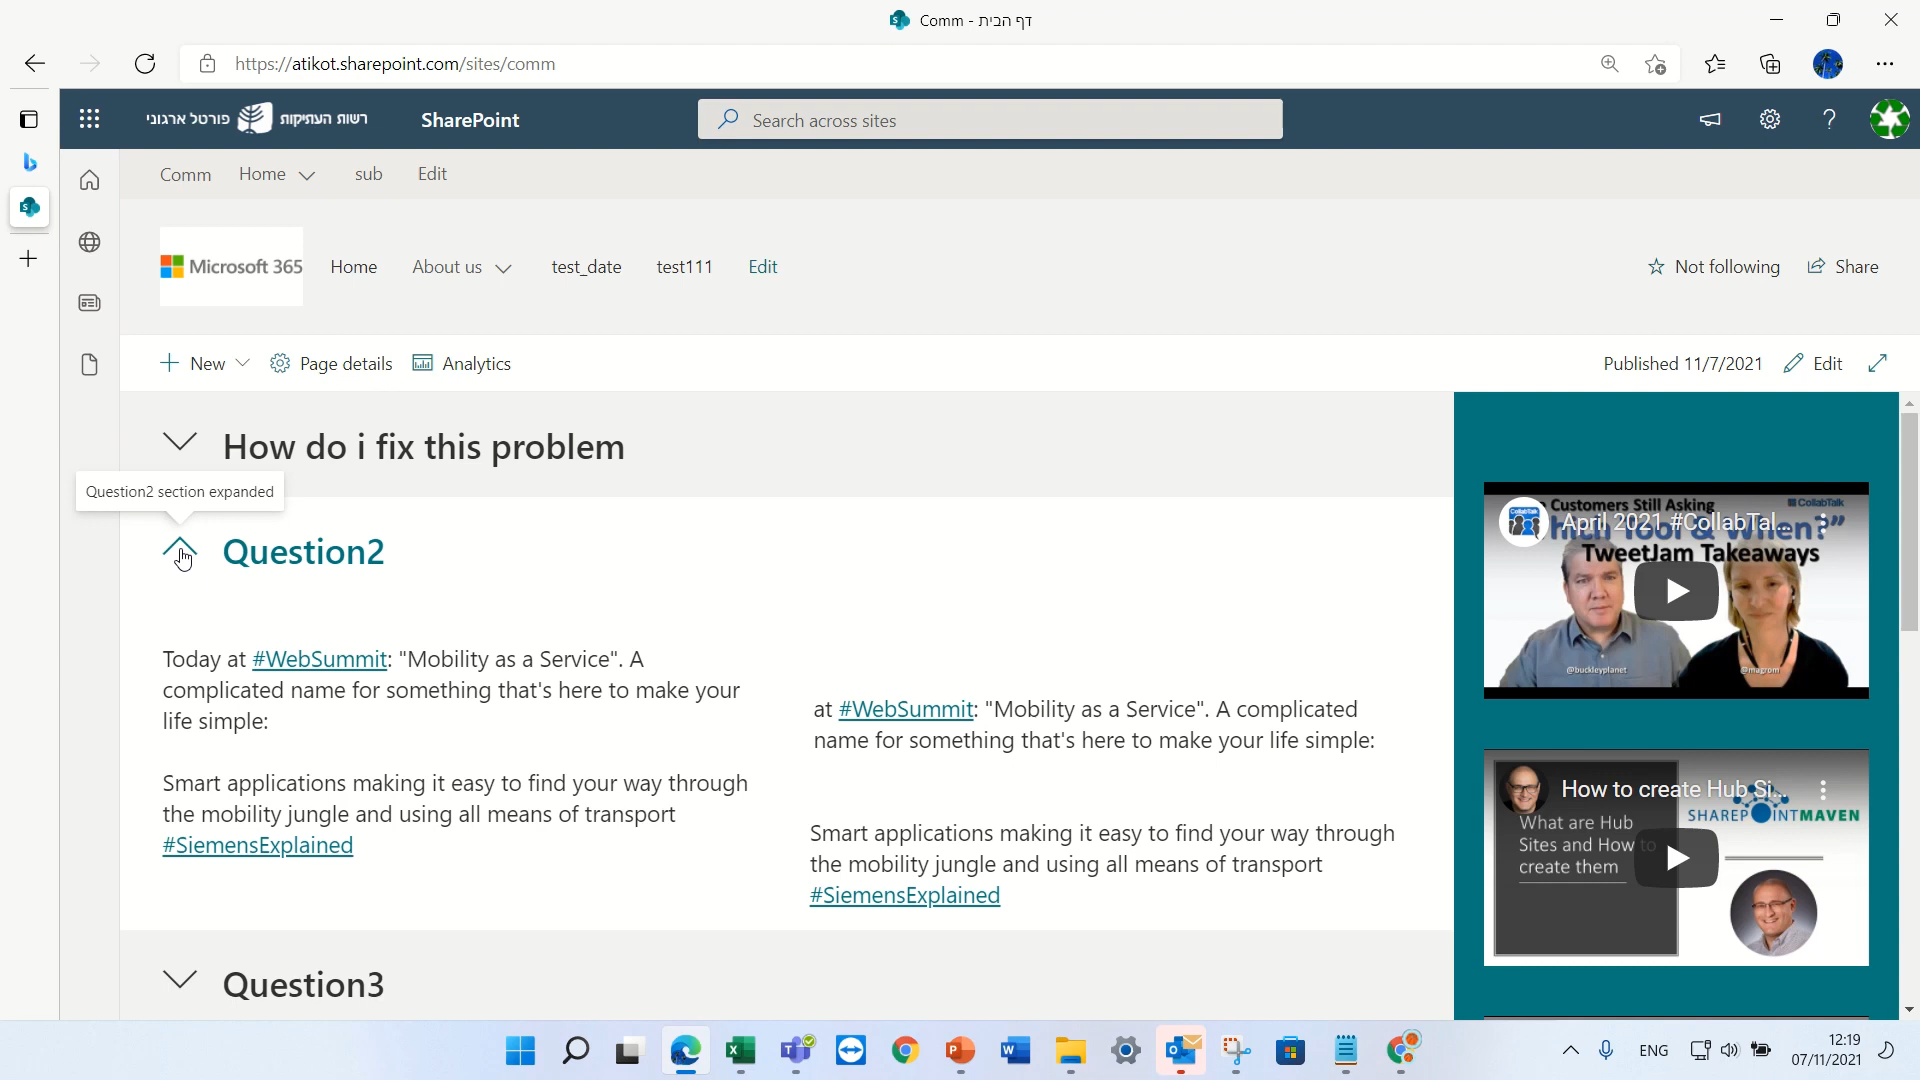 Comm - דף הבית
https://atikot.sharepoint.com/sites/comm
רשות העתיקות פורטל ארגוני
SharePoint
Search across sites
Comm Home sub Edit
Microsoft 365
Home About us test_date test111 Edit
Not following Share
New Page details Analytics
Published 11/7/2021 Edit
How do i fix this problem
Question2 section expanded
Question2
Today at #WebSummit: "Mobility as a Service". A
complicated name for something that's here to make your
life simple:
Smart applications making it easy to find your way through
the mobility jungle and using all means of transport
#SiemensExplained
at #WebSummit: "Mobility as a Service". A complicated
name for something that's here to make your life simple:
Smart applications making it easy to find your way through
the mobility jungle and using all means of transport
#SiemensExplained
Question3
Customers Still Asking
CollabTalk
April 2021 #CollabTal...
Tool & When?”
TweetJam Takeaways
@buckleyplanet
@magrom
How to create Hub Si...
SHAREPOINTMAVEN
What are Hub
Sites and How to
create them
ENG
12:19
07/11/2021